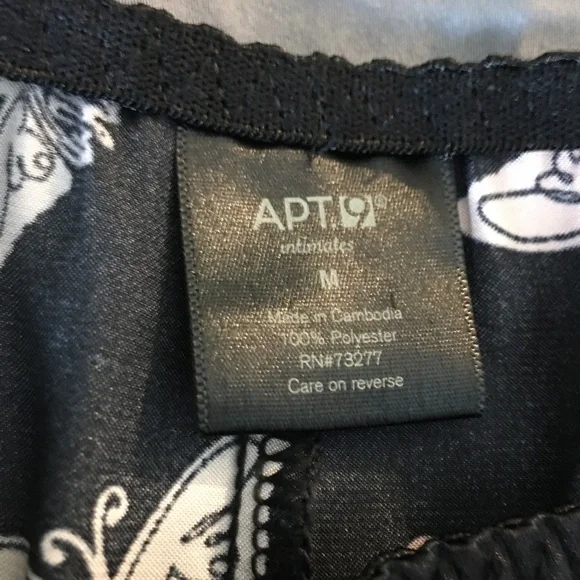 APT.9®
intimates
M
Made in Cambodia
100% Polyester
RN#73277
Care on reverse